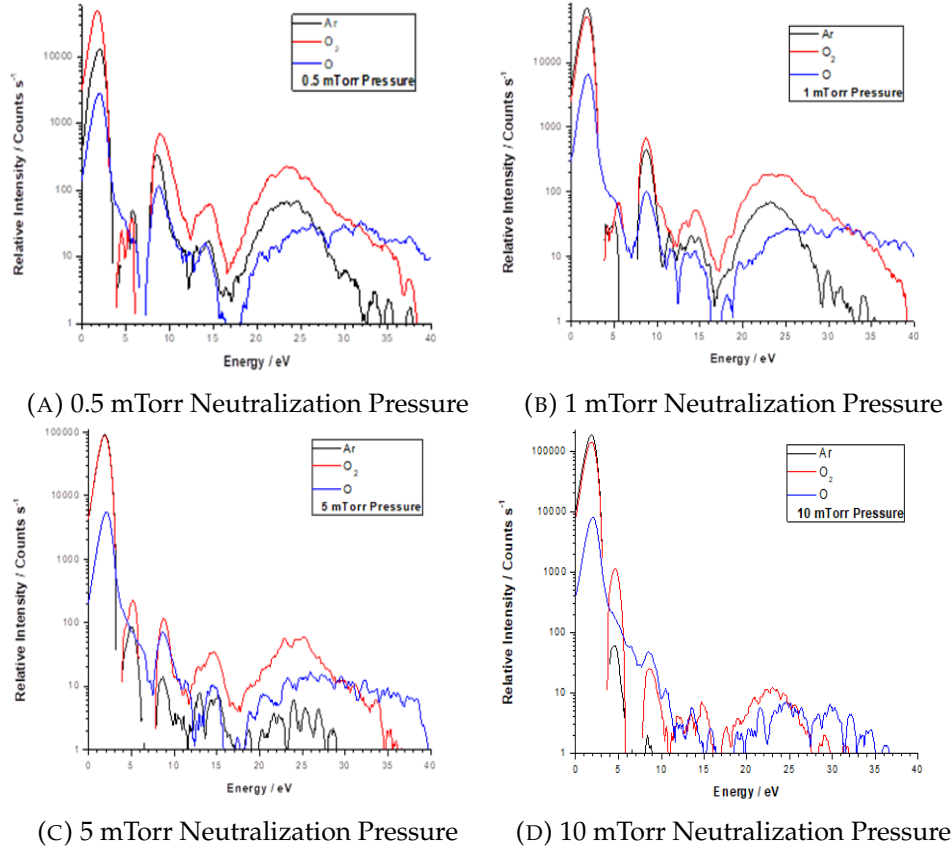 Ar
O₂
O
0.5 mTorr Pressure
100000
10000
1000
100
10
1
Relative Intensity / Counts s⁻¹
0 5 10 15 20 25 30 35 40
Energy / eV
(A) 0.5 mTorr Neutralization Pressure
Ar
O₂
O
1 mTorr Pressure
10000
1000
100
10
1
Relative Intensity / Counts s⁻¹
0 5 10 15 20 25 30 35 40
Energy / eV
(B) 1 mTorr Neutralization Pressure
Ar
O₂
O
5 mTorr Pressure
100000
10000
1000
100
10
1
Relative Intensity / Counts s⁻¹
0 5 10 15 20 25 30 35 40
Energy / eV
(C) 5 mTorr Neutralization Pressure
Ar
O₂
O
10 mTorr Pressure
100000
10000
1000
100
10
1
Relative Intensity / Counts s⁻¹
0 5 10 15 20 25 30 35 40
Energy / eV
(D) 10 mTorr Neutralization Pressure